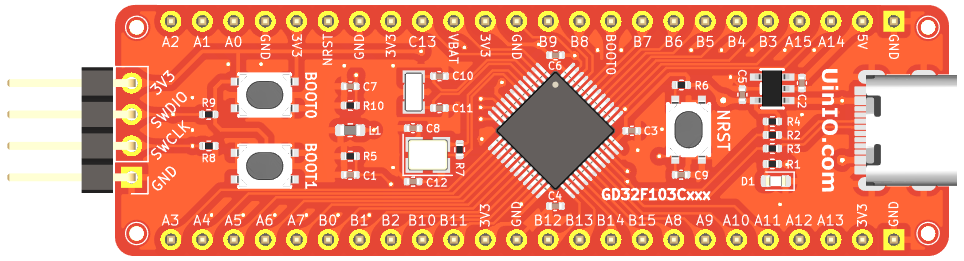 A2 A1 A0 GND 3V3 NRST GND 3V3 C13 VBAT 3V3 GND B9 B8 BOOT0 B7 B6 B5 B4 B3 A15 A14 5V GND
3V3
SWDIO
SWCLK
GND
R9
R8
BOOT0
BOOT1
C7
R10
L1
R5
C1
C10
C11
C8
C12
R7
C6
C4
C3
R6
NRST
C9
GD32F103Cxxx
C5
C2
R4
R2
R3
R1
D1
UinIO.com
A3 A4 A5 A6 A7 B0 B1 B2 B10 B11 3V3 GND B12 B13 B14 B15 A8 A9 A10 A11 A12 A13 3V3 GND